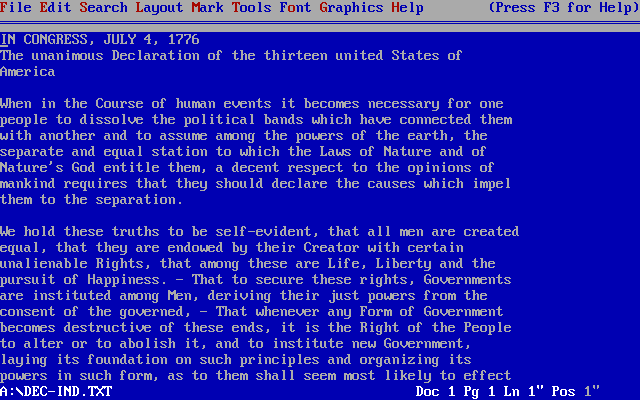 File Edit Search Layout Mark Tools Font Graphics Help (Press F3 for Help)
IN CONGRESS, JULY 4, 1776
The unanimous Declaration of the thirteen united States of
America
When in the Course of human events it becomes necessary for one
people to dissolve the political bands which have connected them
with another and to assume among the powers of the earth, the
separate and equal station to which the Laws of Nature and of
Nature's God entitle them, a decent respect to the opinions of
mankind requires that they should declare the causes which impel
them to the separation.
We hold these truths to be self-evident, that all men are created
equal, that they are endowed by their Creator with certain
unalienable Rights, that among these are Life, Liberty and the
pursuit of Happiness. — That to secure these rights, Governments
are instituted among Men, deriving their just powers from the
consent of the governed, — That whenever any Form of Government
becomes destructive of these ends, it is the Right of the People
to alter or to abolish it, and to institute new Government,
laying its foundation on such principles and organizing its
powers in such form, as to them shall seem most likely to effect
A:\DEC-IND.TXT Doc 1 Pg 1 Ln 1" Pos 1"